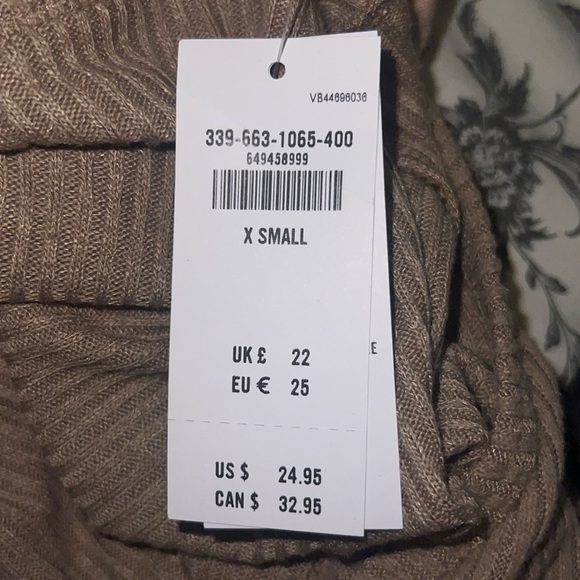 VB44696036
339-663-1065-400
649458999
X SMALL
UK £ 22
EU € 25
E
US $ 24.95
CAN $ 32.95